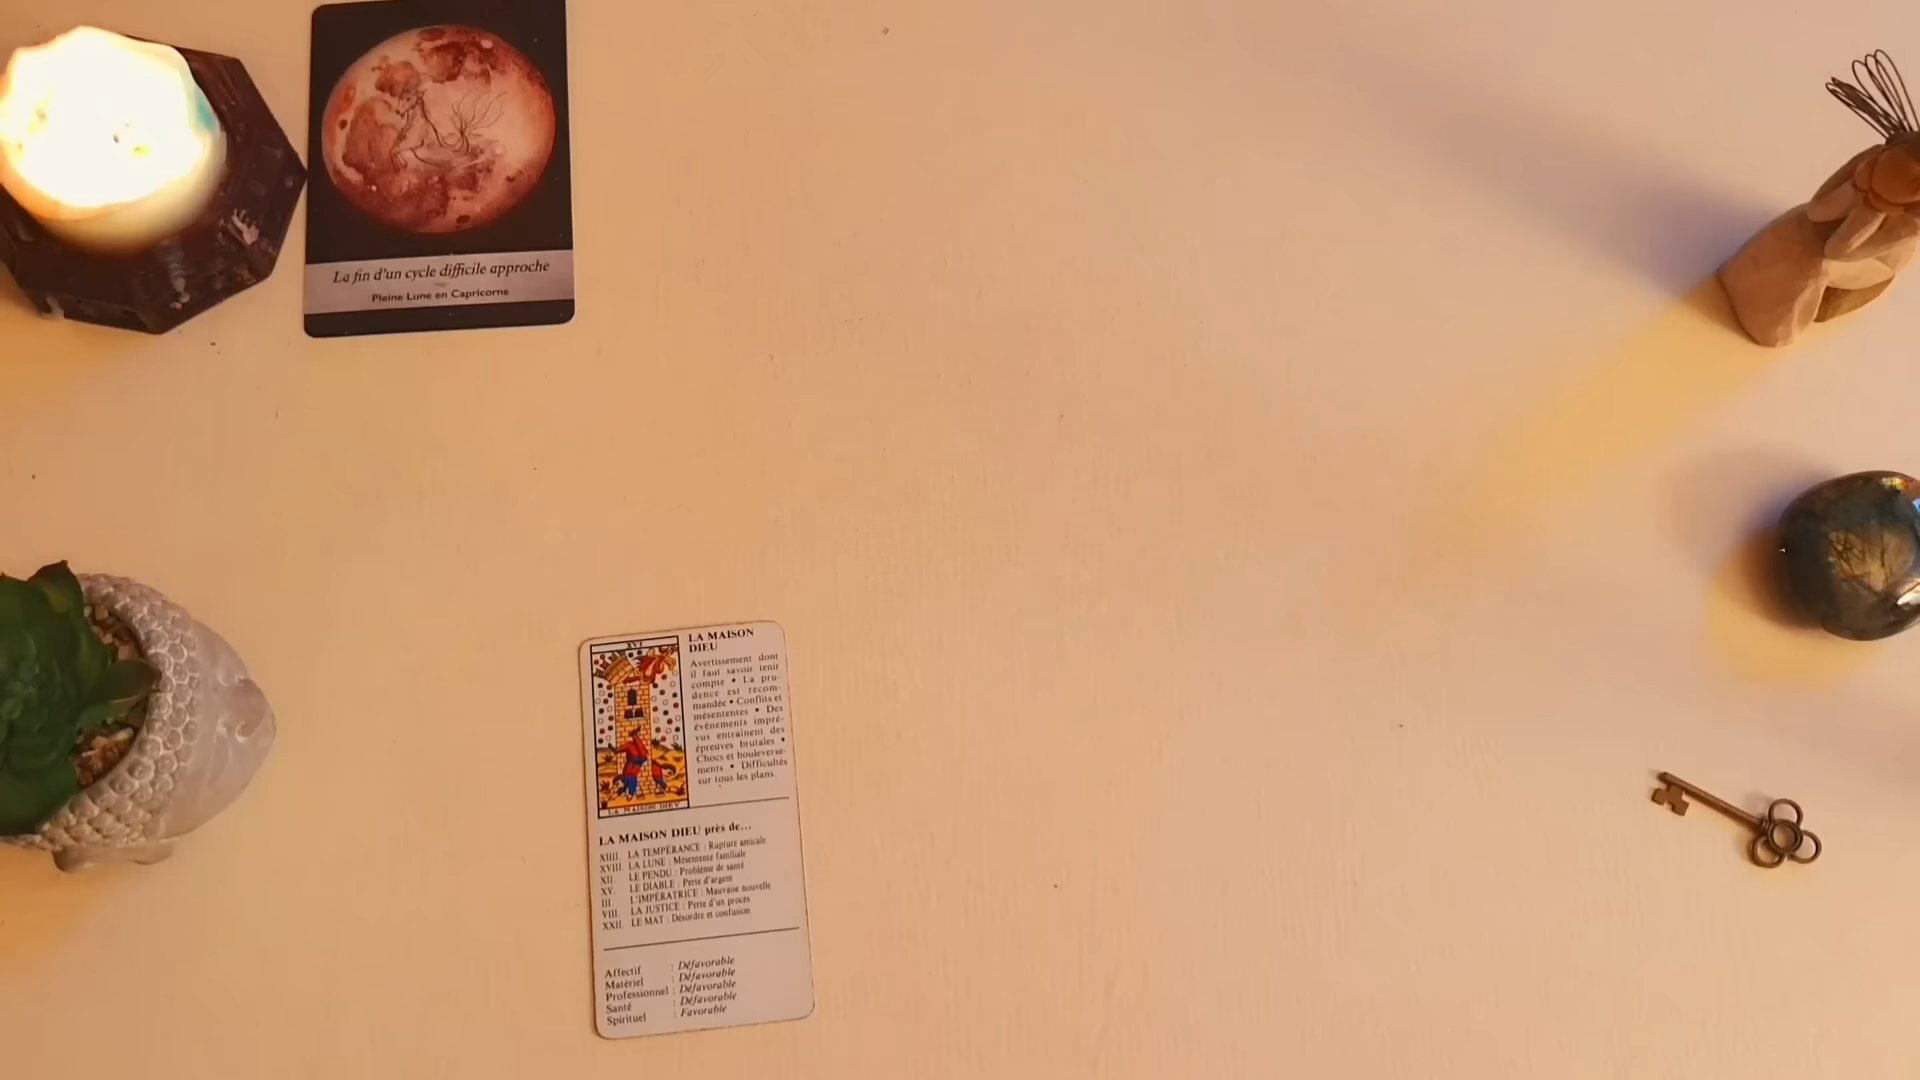 La fin d'un cycle difficile approche
Pleine Lune en Capricorne
XVI
LA MAISON DIEV
LA MAISON
DIEU
Avertissement dont
il faut savoir tenir
compte • La pru-
dence est recom-
mandée • Conflits et
mésententes • Des
événements impré-
vus entraînent des
épreuves brutales •
Chocs et bouleverse-
ments • Difficultés
sur tous les plans.
LA MAISON DIEU près de...
XIIII. LA TEMPÉRANCE : Rupture amicale
XVIII. LA LUNE : Mésentente familiale
XII. LE PENDU : Problème de santé
XV. LE DIABLE : Perte d'argent
III. L'IMPÉRATRICE : Mauvaise nouvelle
VIII. LA JUSTICE : Perte d'un procès
XXII. LE MAT : Désordre et confusion
Affectif : Défavorable
Matériel : Défavorable
Professionnel : Défavorable
Santé : Défavorable
Spirituel : Favorable